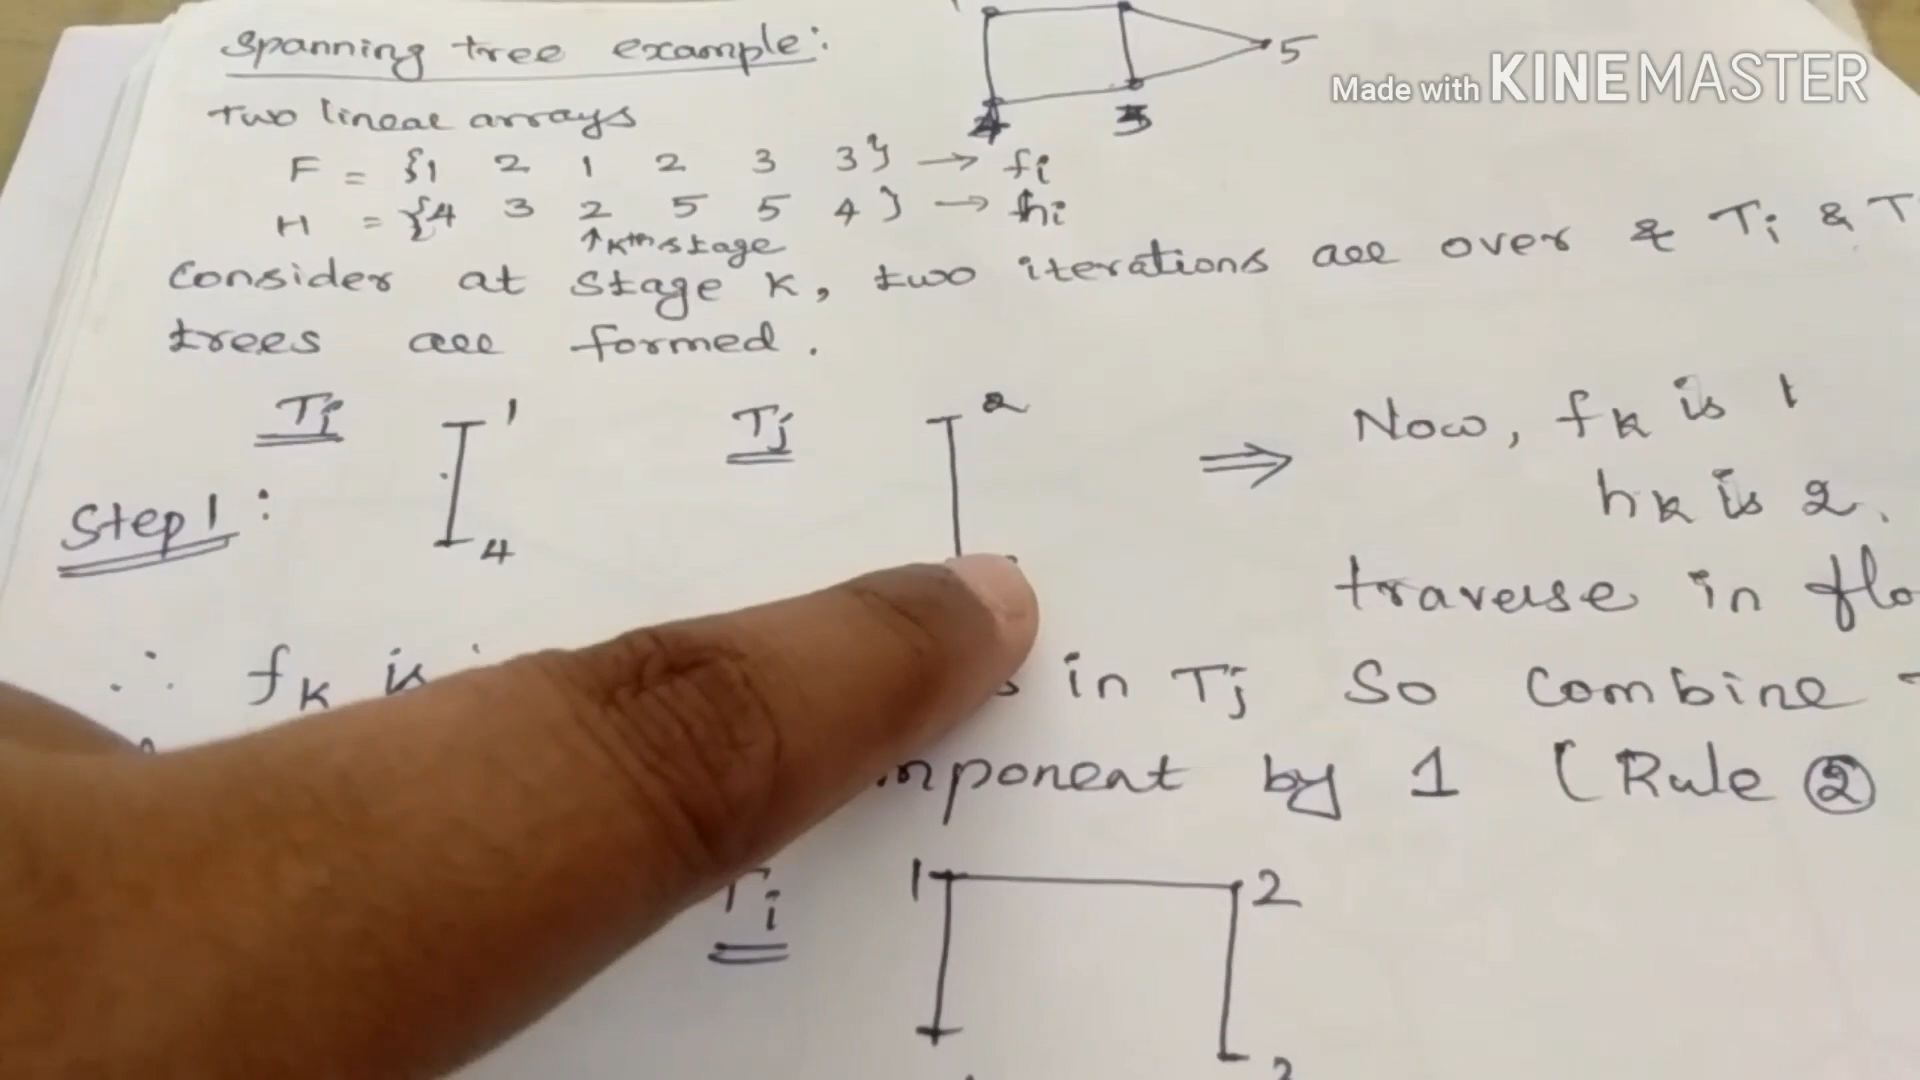 Spanning tree example:
5
Made with KINEMASTER
two linear arrays
4 3
F = {1 2 1 2 3 3} → fi
H = {4 3 2 5 5 4} → hi
↑ Kth stage
Consider at stage K, two iterations are over & Ti &
trees are formed.
Ti 1 Tj 2 ⇒ Now, fk is 1
Step 1: 4 hk is 2.
traverse in
∴ fk is in Tj So combine
by 1 (Rule ②
Ti 1 2